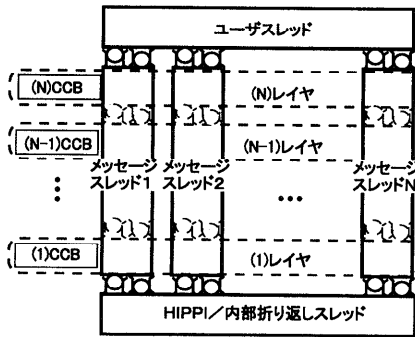 ユーザスレッド
(N)CCB
(N)レイヤ
(N-1)CCB
(N-1)レイヤ
メッセージ
スレッド1
メッセージ
スレッド2
メッセージ
スレッドN
⋮
…
(1)CCB
(1)レイヤ
HIPPI／内部折り返しスレッド